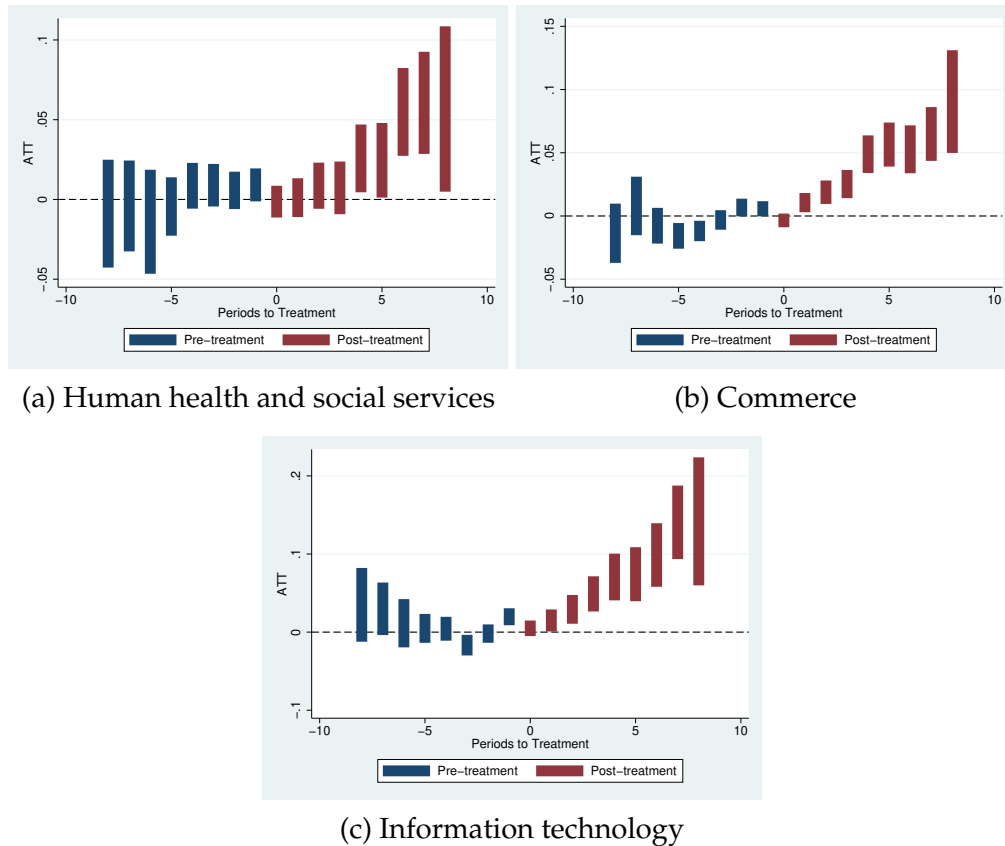 .1
.05
0
-.05
ATT
−10
−5
0
5
10
Periods to Treatment
Pre−treatment
Post−treatment
(a) Human health and social services
.15
.1
.05
0
-.05
ATT
−10
−5
0
5
10
Periods to Treatment
Pre−treatment
Post−treatment
(b) Commerce
.2
.1
0
-.1
ATT
−10
−5
0
5
10
Periods to Treatment
Pre−treatment
Post−treatment
(c) Information technology